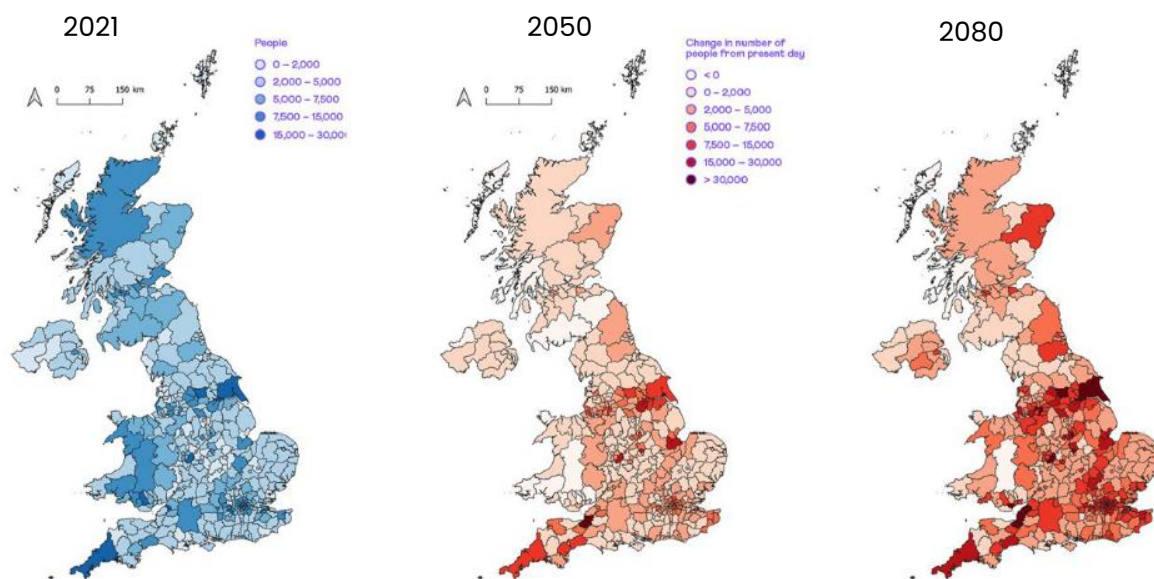 2021
2050
2080
People
0 – 2,000
2,000 – 5,000
5,000 – 7,500
7,500 – 15,000
15,000 – 30,00
0 75 150 km
Change in number of
people from present day
< 0
0 – 2,000
2,000 – 5,000
5,000 – 7,500
7,500 – 15,000
15,000 – 30,000
> 30,000
0 75 150 km